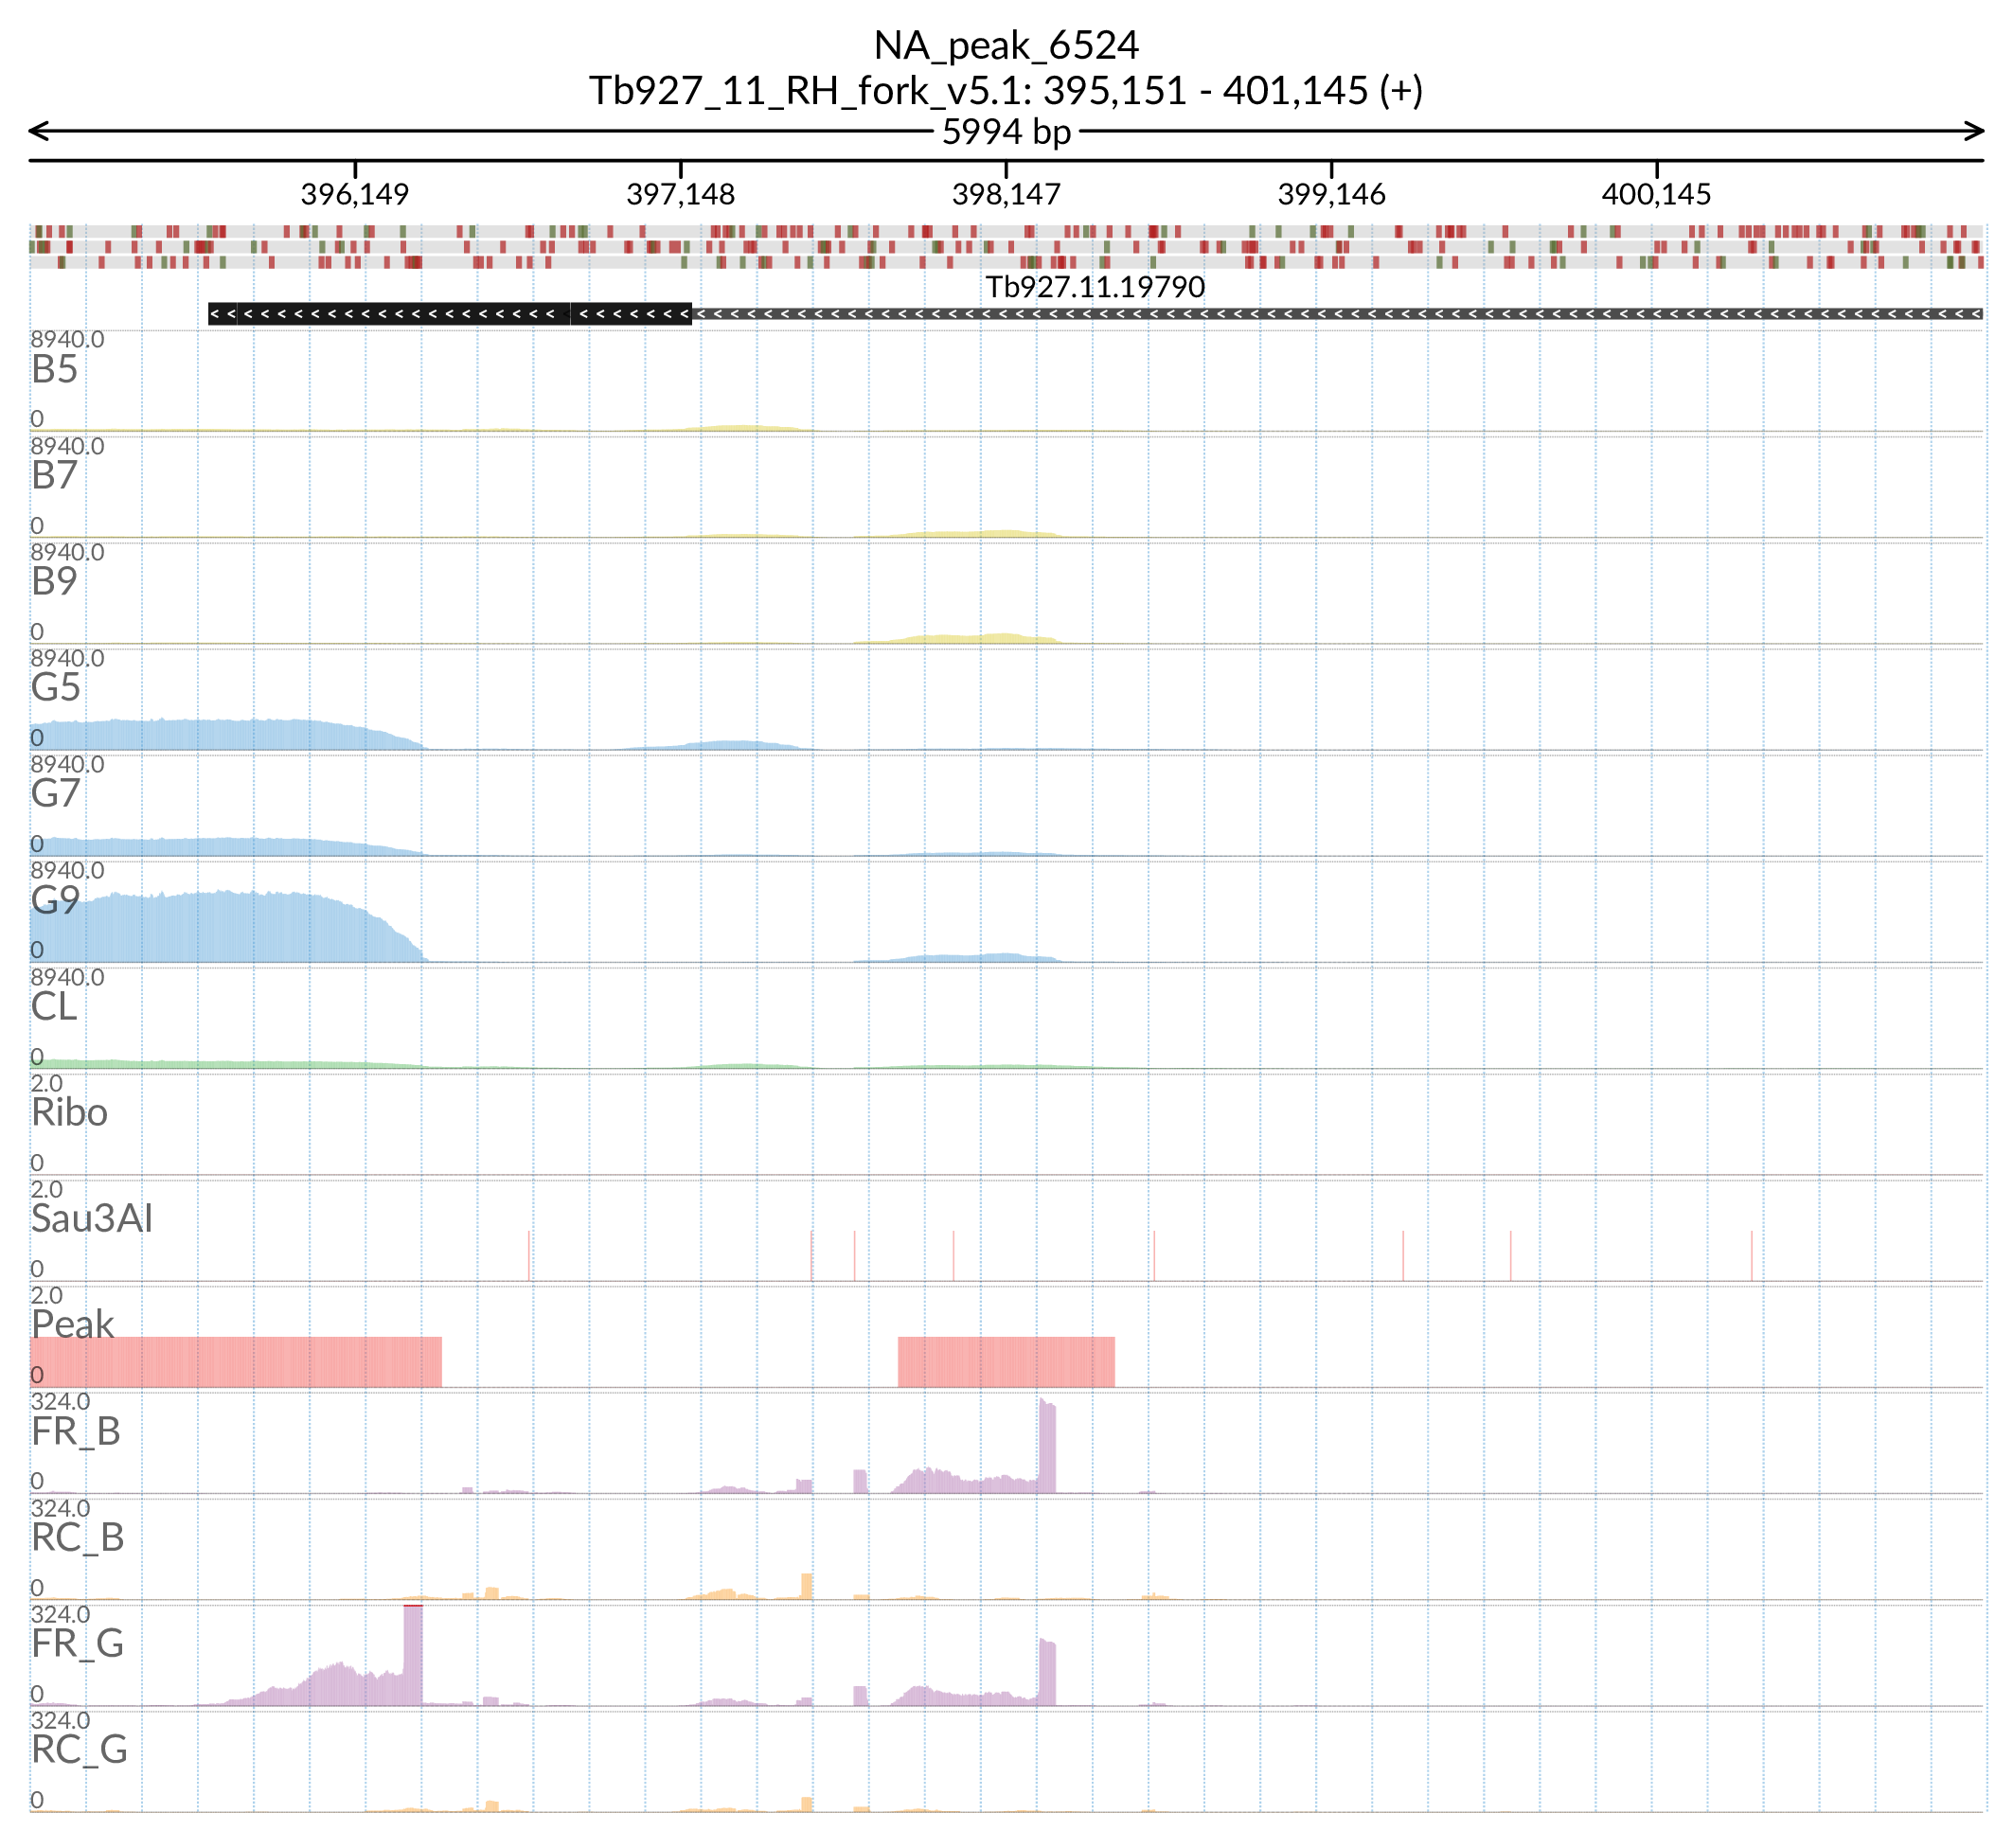 NA_peak_6524
Tb927_11_RH_fork_v5.1: 395,151 - 401,145 (+)
5994 bp
396,149 397,148 398,147 399,146 400,145
Tb927.11.19790
8940.0
B5
0
8940.0
B7
0
8940.0
B9
0
8940.0
G5
0
8940.0
G7
0
8940.0
G9
0
8940.0
CL
0
2.0
Ribo
0
2.0
Sau3AI
0
2.0
Peak
0
324.0
FR_B
0
324.0
RC_B
0
324.0
FR_G
0
324.0
RC_G
0